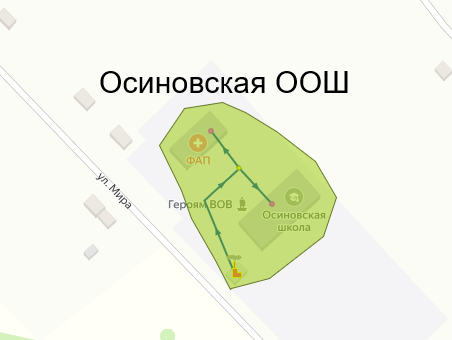 Осиновская ООШ
ФАП
ул. Мира
Героям ВОВ
Осиновская
школа